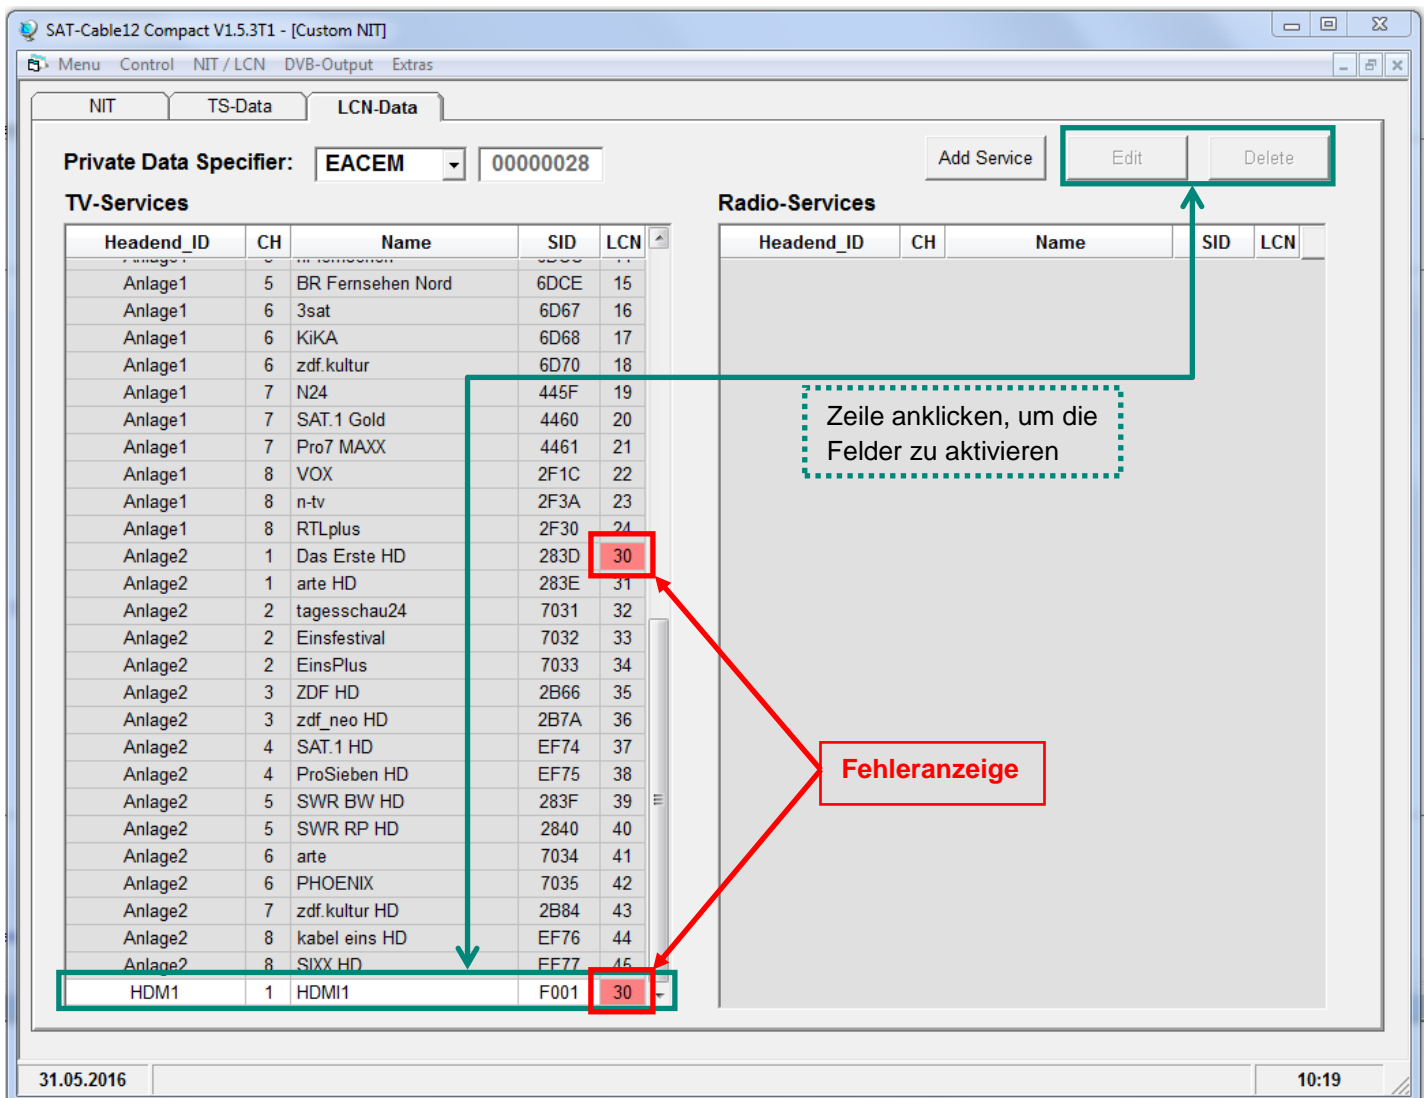 SAT-Cable12 Compact V1.5.3T1 - [Custom NIT]
Menu Control NIT / LCN DVB-Output Extras
NIT TS-Data LCN-Data
Private Data Specifier: EACEM 00000028 Add Service Edit Delete
TV-Services Radio-Services
Headend_ID CH Name SID LCN Headend_ID CH Name SID LCN
Anlage1 5 BR Fernsehen Nord 6DCE 15
Anlage1 6 3sat 6D67 16
Anlage1 6 KiKA 6D68 17
Anlage1 6 zdf.kultur 6D70 18
Anlage1 7 N24 445F 19
Anlage1 7 SAT.1 Gold 4460 20
Anlage1 7 Pro7 MAXX 4461 21
Anlage1 8 VOX 2F1C 22
Anlage1 8 n-tv 2F3A 23
Anlage1 8 RTLplus 2F30 24
Anlage2 1 Das Erste HD 283D 30
Anlage2 1 arte HD 283E 31
Anlage2 2 tagesschau24 7031 32
Anlage2 2 Einsfestival 7032 33
Anlage2 2 EinsPlus 7033 34
Anlage2 3 ZDF HD 2B66 35
Anlage2 3 zdf_neo HD 2B7A 36
Anlage2 4 SAT.1 HD EF74 37
Anlage2 4 ProSieben HD EF75 38
Anlage2 5 SWR BW HD 283F 39
Anlage2 5 SWR RP HD 2840 40
Anlage2 6 arte 7034 41
Anlage2 6 PHOENIX 7035 42
Anlage2 7 zdf.kultur HD 2B84 43
Anlage2 8 kabel eins HD EF76 44
Anlage2 8 SIXX HD EF77 45
HDM1 1 HDMI1 F001 30
Zeile anklicken, um die
Felder zu aktivieren
Fehleranzeige
31.05.2016 10:19